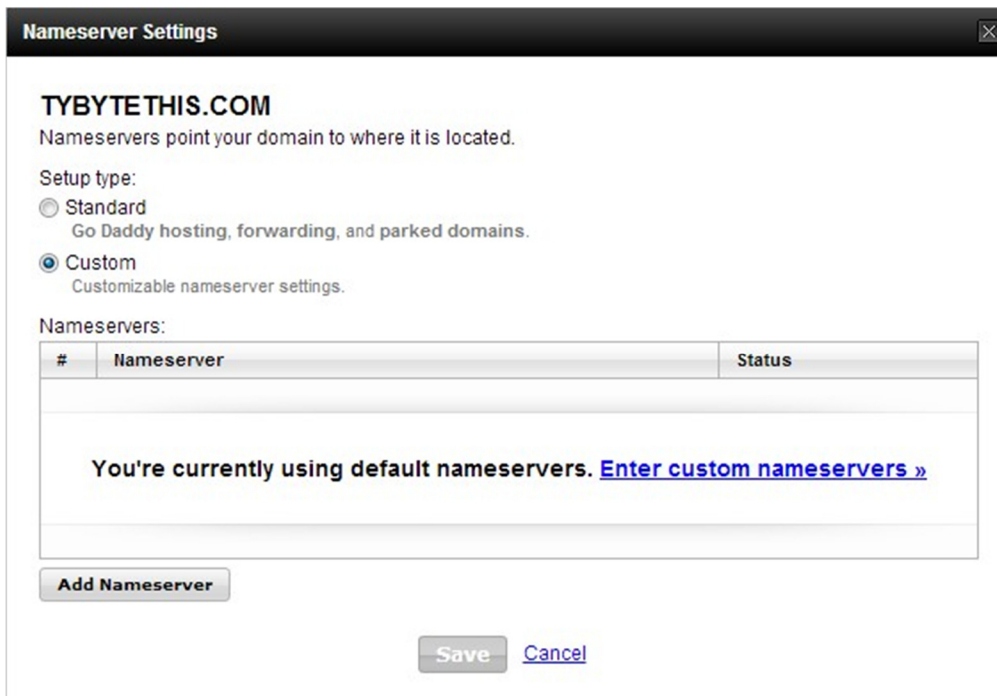 Nameserver Settings
TYBYTETHIS.COM
Nameservers point your domain to where it is located.
Setup type:
Standard
Go Daddy hosting, forwarding, and parked domains.
Custom
Customizable nameserver settings.
Nameservers:
# Nameserver Status
You're currently using default nameservers. Enter custom nameservers »
Add Nameserver
Save Cancel